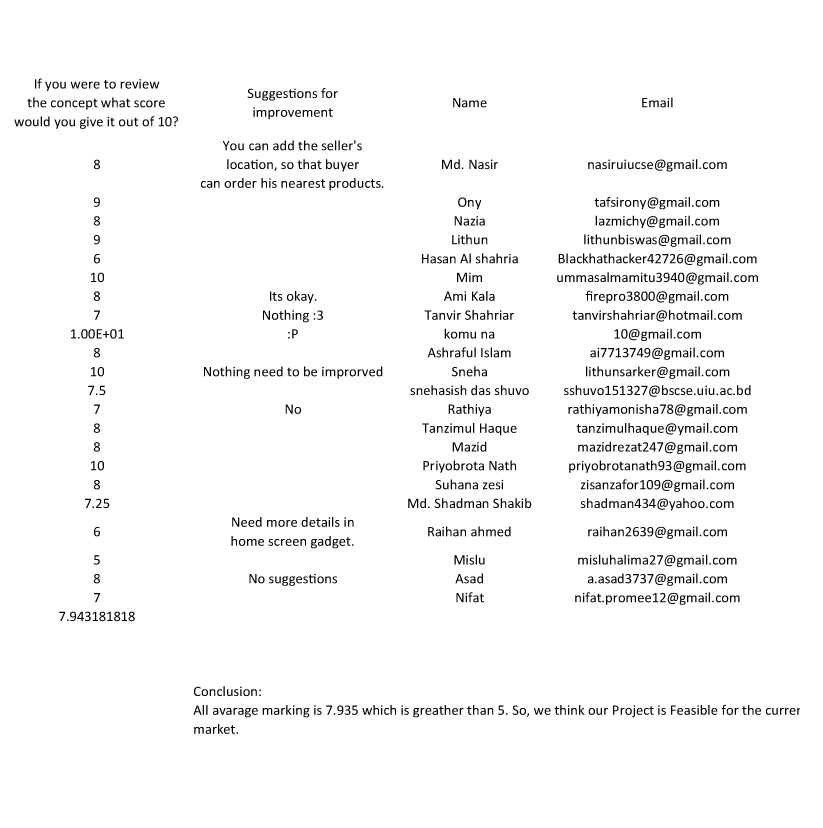 If you were to review
the concept what score
would you give it out of 10?
Suggestions for
improvement
Name
Email
You can add the seller's
location, so that buyer
can order his nearest products.
8 Md. Nasir nasiruiucse@gmail.com
9 Ony tafsirony@gmail.com
8 Nazia lazmichy@gmail.com
9 Lithun lithunbiswas@gmail.com
6 Hasan Al shahria Blackhathacker42726@gmail.com
10 Mim ummasalmamitu3940@gmail.com
8 Its okay. Ami Kala firepro3800@gmail.com
7 Nothing :3 Tanvir Shahriar tanvirshahriar@hotmail.com
1.00E+01 :P komu na 10@gmail.com
8 Ashraful Islam ai7713749@gmail.com
10 Nothing need to be improrved Sneha lithunsarker@gmail.com
7.5 snehasish das shuvo sshuvo151327@bscse.uiu.ac.bd
7 No Rathiya rathiyamonisha78@gmail.com
8 Tanzimul Haque tanzimulhaque@ymail.com
8 Mazid mazidrezat247@gmail.com
10 Priyobrota Nath priyobrotanath93@gmail.com
8 Suhana zesi zisanzafor109@gmail.com
7.25 Md. Shadman Shakib shadman434@yahoo.com
Need more details in
home screen gadget.
6 Raihan ahmed raihan2639@gmail.com
5 Mislu misluhalima27@gmail.com
8 No suggestions Asad a.asad3737@gmail.com
7 Nifat nifat.promee12@gmail.com
7.943181818
Conclusion:
All avarage marking is 7.935 which is greather than 5. So, we think our Project is Feasible for the curren
market.